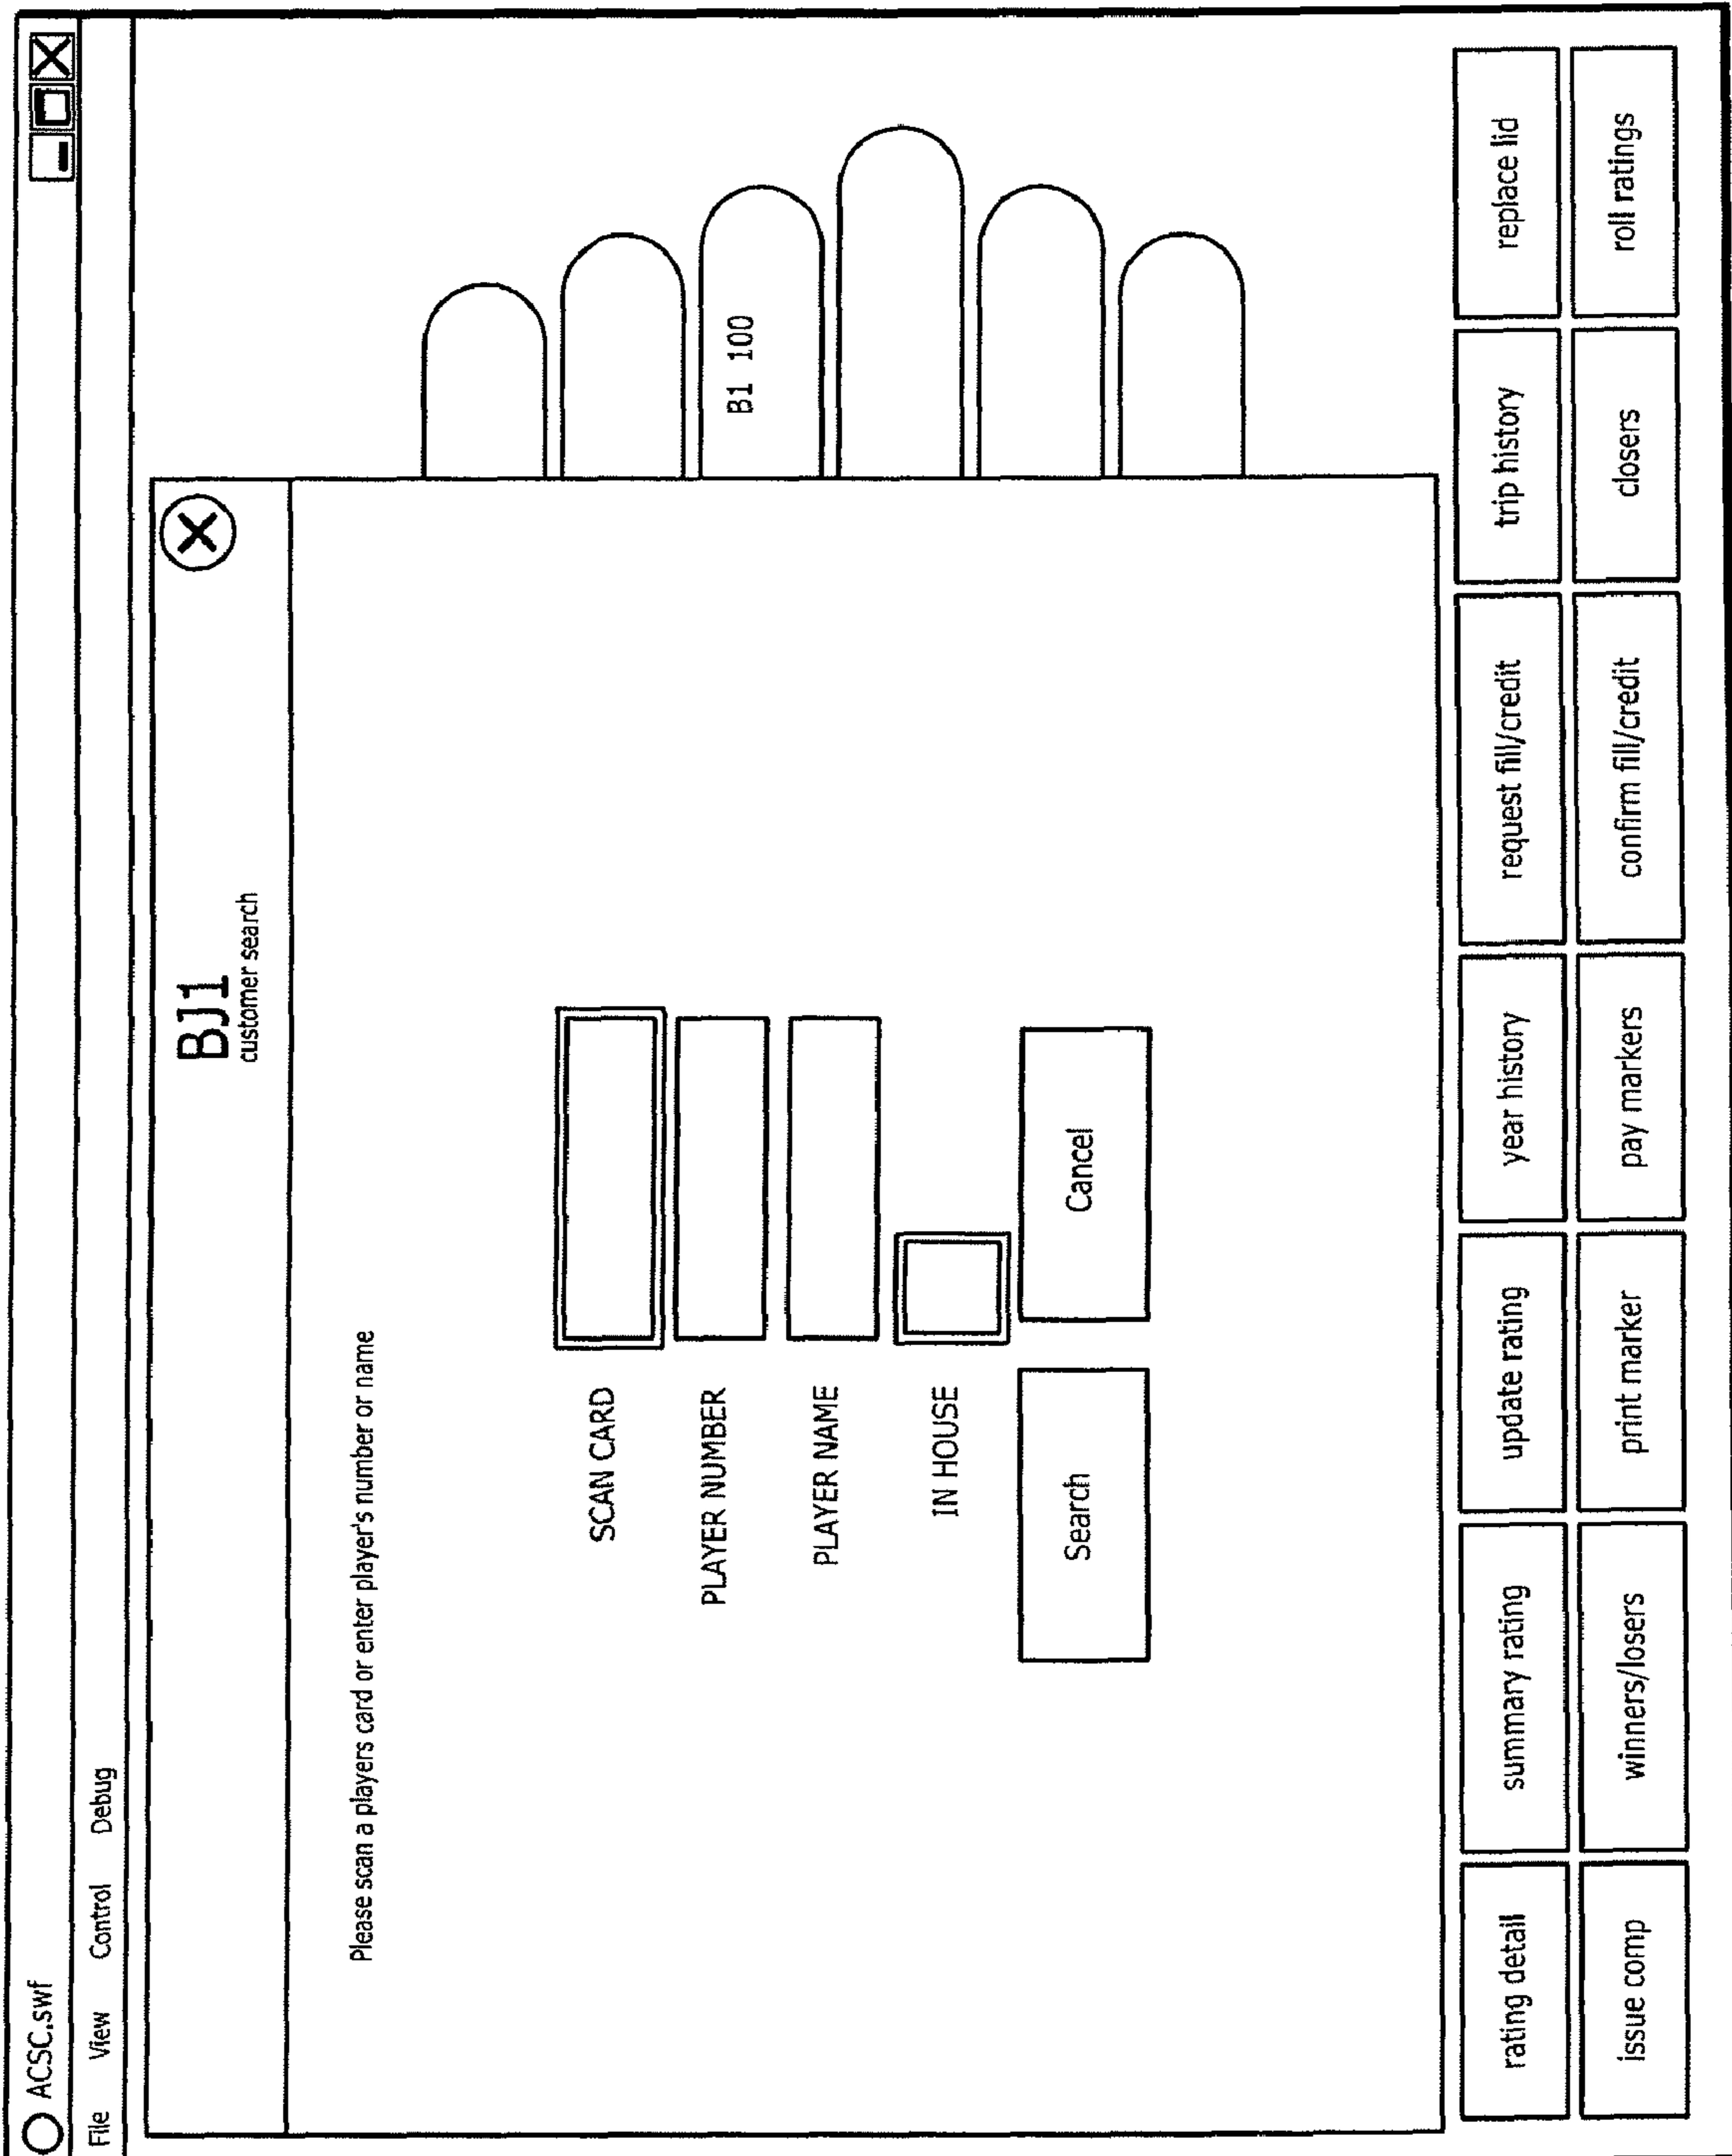 ACSC.swf
File View Control Debug
BJ1
customer search
Please scan a players card or enter player's number or name
SCAN CARD
PLAYER NUMBER
PLAYER NAME
IN HOUSE
Search Cancel
B1 100
rating detail summary rating update rating year history request fill/credit trip history replace lid
issue comp winners/losers print marker pay markers confirm fill/credit closers roll ratings